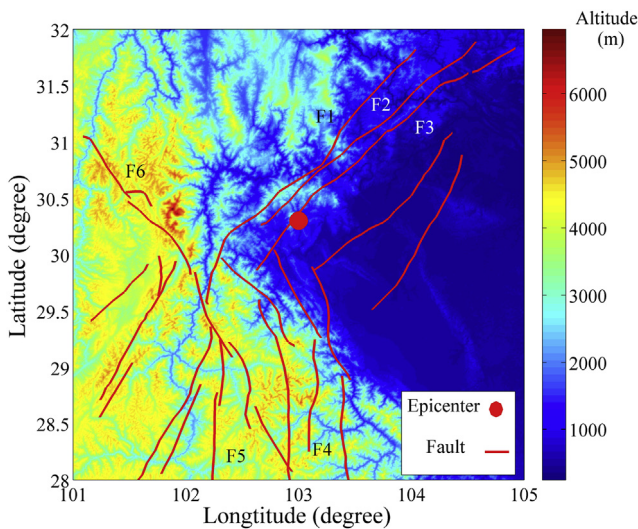 Altitude
(m)
32
31.5
31
30.5
30
29.5
29
28.5
28
Latitude (degree)
F1
F2
F3
F6
F5
F4
Epicenter
Fault
101
102
103
104
105
Longtitude (degree)
6000
5000
4000
3000
2000
1000